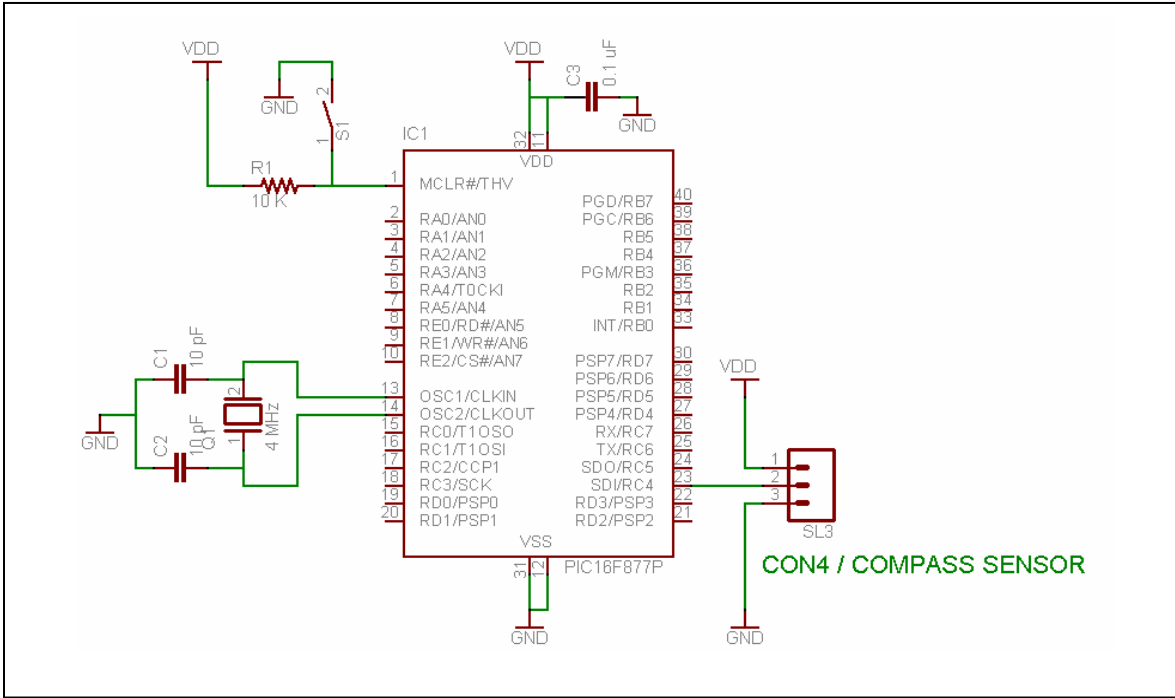 VDD
GND
2
1
S1
R1
10 K
VDD
C3
0.1 uF
GND
IC1
32
11
VDD
1 MCLR#/THV
2 RA0/AN0
3 RA1/AN1
4 RA2/AN2
5 RA3/AN3
6 RA4/T0CKI
7 RA5/AN4
8 RE0/RD#/AN5
9 RE1/WR#/AN6
10 RE2/CS#/AN7
13 OSC1/CLKIN
14 OSC2/CLKOUT
15 RC0/T1OSO
16 RC1/T1OSI
17 RC2/CCP1
18 RC3/SCK
19 RD0/PSP0
20 RD1/PSP1
PGD/RB7 40
PGC/RB6 39
RB5 38
RB4 37
PGM/RB3 36
RB2 35
RB1 34
INT/RB0 33
PSP7/RD7 30
PSP6/RD6 29
PSP5/RD5 28
PSP4/RD4 27
RX/RC7 26
TX/RC6 25
SDO/RC5 24
SDI/RC4 23
RD3/PSP3 22
RD2/PSP2 21
VSS
31
12
PIC16F877P
GND
C1
10 pF
GND
C2
10 pF
Q1
2
1
4 MHz
VDD
1
2
3
SL3
CON4 / COMPASS SENSOR
GND